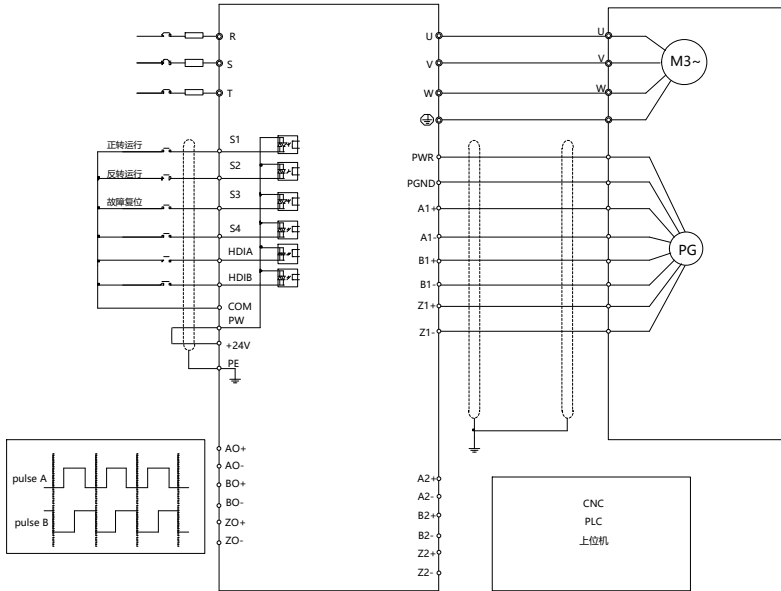 R
S
T
正转运行
S1
反转运行
S2
故障复位
S3
S4
HDIA
HDIB
COM
PW
+24V
PE
AO+
AO-
BO+
BO-
ZO+
ZO-
pulse A
pulse B
U
V
W
PWR
PGND
A1+
A1-
B1+
B1-
Z1+
Z1-
A2+
A2-
B2+
B2-
Z2+
Z2-
U
V
W
M3~
PG
CNC
PLC
上位机